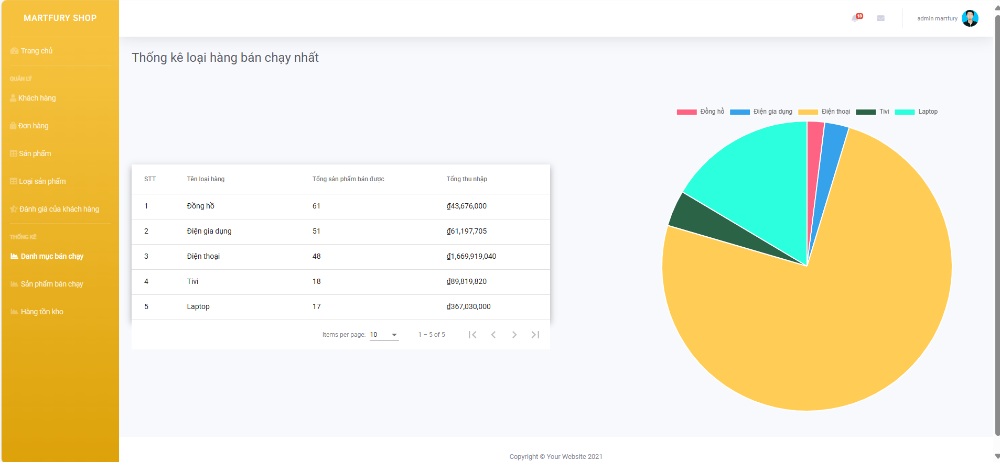 MARTFURY SHOP
13
admin martfury
Trang chủ
QUẢN LÝ
Khách hàng
Đơn hàng
Sản phẩm
Loại sản phẩm
Đánh giá của khách hàng
THỐNG KÊ
Danh mục bán chạy
Sản phẩm bán chạy
Hàng tồn kho
Thống kê loại hàng bán chạy nhất
STT Tên loại hàng Tổng sản phẩm bán được Tổng thu nhập
1 Đồng hồ 61 ₫43,676,000
2 Điện gia dụng 51 ₫61,197,705
3 Điện thoại 48 ₫1,669,919,040
4 Tivi 18 ₫89,819,820
5 Laptop 17 ₫367,030,000
Items per page: 10 1 – 5 of 5
Đồng hồ Điện gia dụng Điện thoại Tivi Laptop
Copyright © Your Website 2021